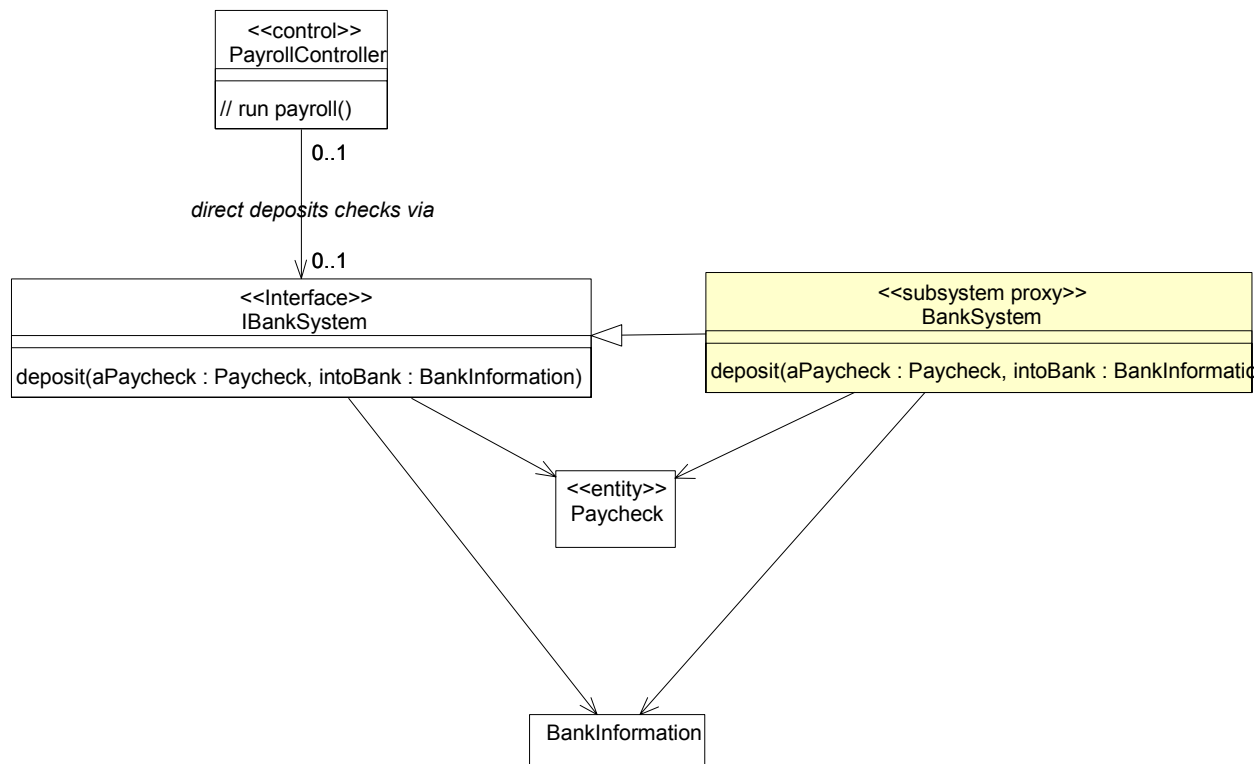 <<control>>
PayrollController
// run payroll()
0..1
direct deposits checks via
0..1
<<Interface>>
IBankSystem
deposit(aPaycheck : Paycheck, intoBank : BankInformation)
<<subsystem proxy>>
BankSystem
deposit(aPaycheck : Paycheck, intoBank : BankInformatic
<<entity>>
Paycheck
BankInformation